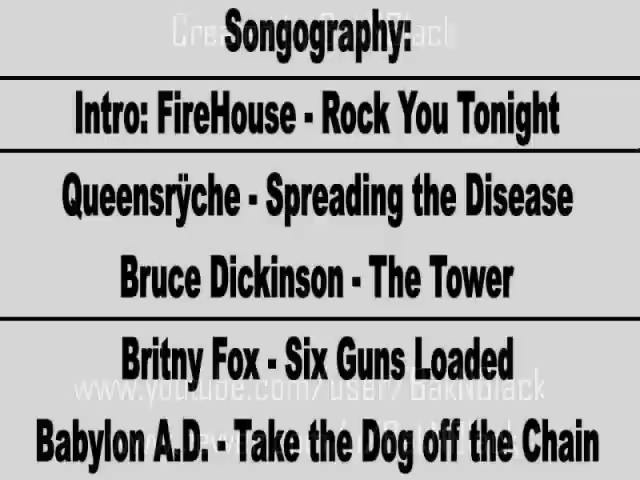 Songography:
Intro: FireHouse - Rock You Tonight
Queensrÿche - Spreading the Disease
Bruce Dickinson - The Tower
Britny Fox - Six Guns Loaded
www.youtube.com/user/BakNBlack
Babylon A.D. - Take the Dog off the Chain